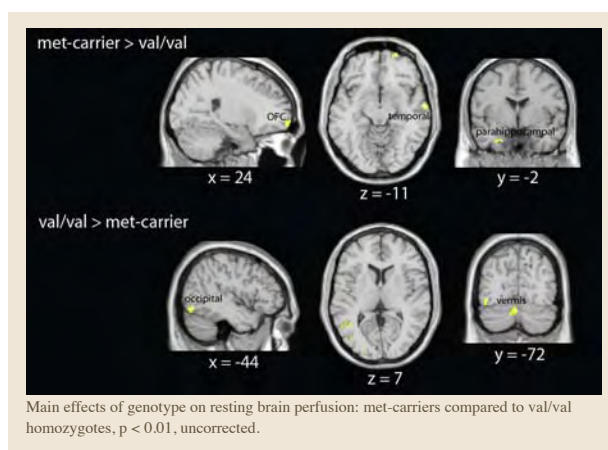 met-carrier > val/val
OFC
temporal
parahippocampal
x = 24
z = -11
y = -2
val/val > met-carrier
occipital
vermis
x = -44
z = 7
y = -72
Main effects of genotype on resting brain perfusion: met-carriers compared to val/val
homozygotes, p < 0.01, uncorrected.